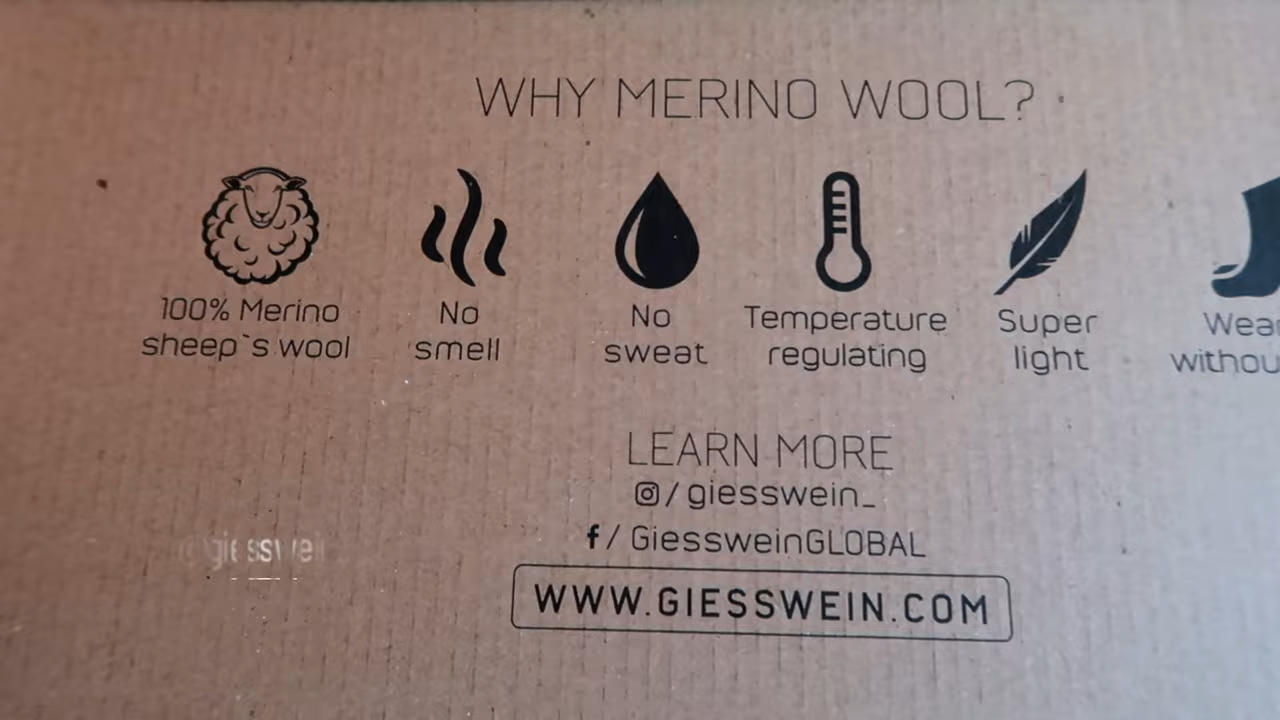 WHY MERINO WOOL?
100% Merino
sheep`s wool
No
smell
No
sweat
Temperature
regulating
Super
light
LEARN MORE
/ giesswein_
f / GiessweinGLOBAL
WWW.GIESSWEIN.COM